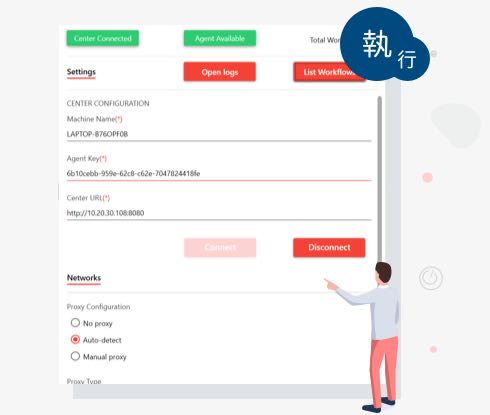 Center Connected
Agent Available
Total Wor
執行
Settings
Open logs
List Workflows
CENTER CONFIGURATION
Machine Name(*)
LAPTOP-B76OPF0B
Agent Key(*)
6b10cebb-959e-62c8-c62e-7047824418fe
Center URL(*)
http://10.20.30.108:8080
Connect
Disconnect
Networks
Proxy Configuration
No proxy
Auto-detect
Manual proxy
Proxy Type